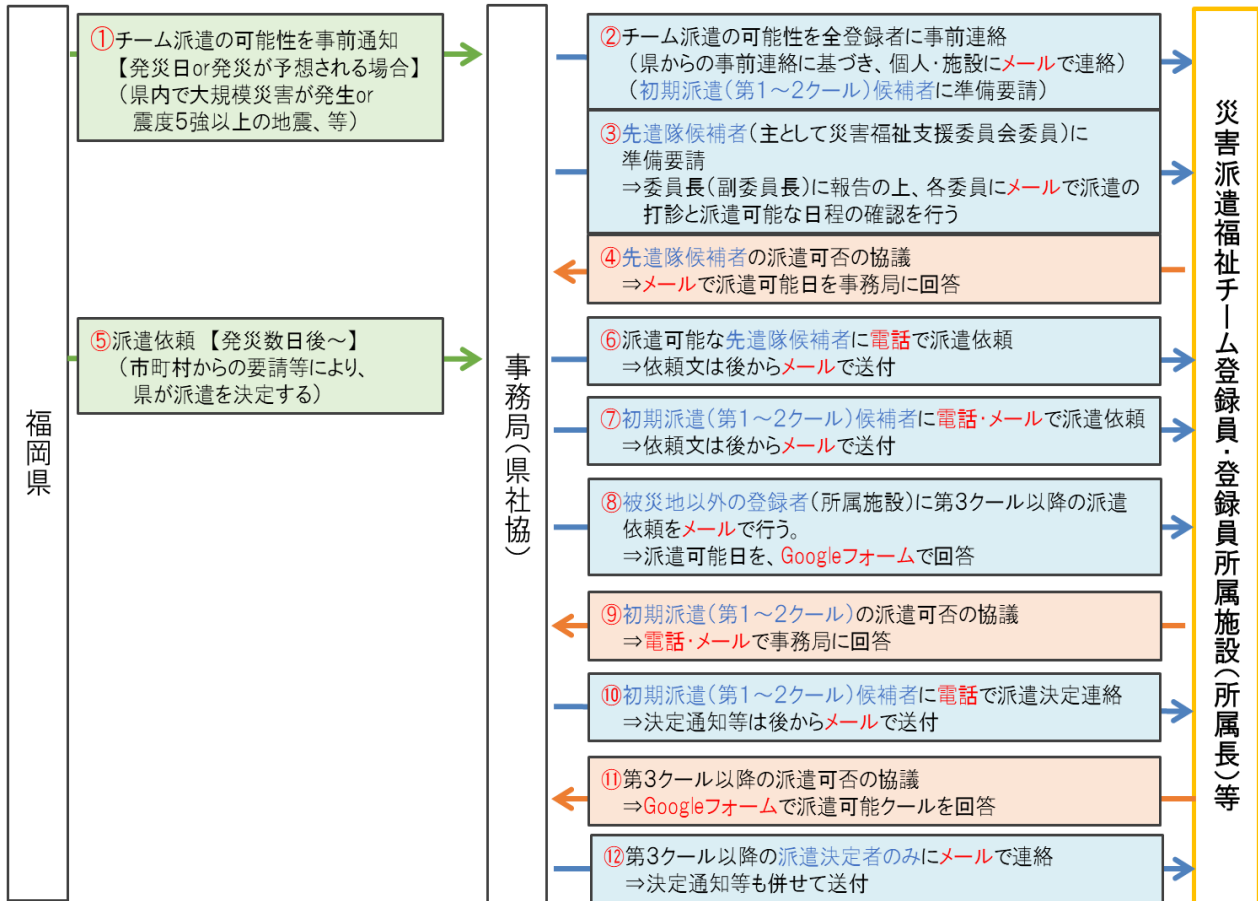 福岡県
①チーム派遣の可能性を事前通知
【発災日or発災が予想される場合】
(県内で大規模災害が発生or
震度5強以上の地震、等)
⑤派遣依頼 【発災数日後～】
(市町村からの要請等により、
県が派遣を決定する)
事務局(県社協)
②チーム派遣の可能性を全登録者に事前連絡
(県からの事前連絡に基づき、個人・施設にメールで連絡)
(初期派遣(第1～2クール)候補者に準備要請)
③先遣隊候補者(主として災害福祉支援委員会委員)に
準備要請
⇒委員長(副委員長)に報告の上、各委員にメールで派遣の
打診と派遣可能な日程の確認を行う
④先遣隊候補者の派遣可否の協議
⇒メールで派遣可能日を事務局に回答
⑥派遣可能な先遣隊候補者に電話で派遣依頼
⇒依頼文は後からメールで送付
⑦初期派遣(第1～2クール)候補者に電話・メールで派遣依頼
⇒依頼文は後からメールで送付
⑧被災地以外の登録者(所属施設)に第3クール以降の派遣
依頼をメールで行う。
⇒派遣可能日を、Googleフォームで回答
⑨初期派遣(第1～2クール)の派遣可否の協議
⇒電話・メールで事務局に回答
⑩初期派遣(第1～2クール)候補者に電話で派遣決定連絡
⇒決定通知等は後からメールで送付
⑪第3クール以降の派遣可否の協議
⇒Googleフォームで派遣可能クールを回答
⑫第3クール以降の派遣決定者のみにメールで連絡
⇒決定通知等も併せて送付
災害派遣福祉チーム登録員・登録員所属施設(所属長)等